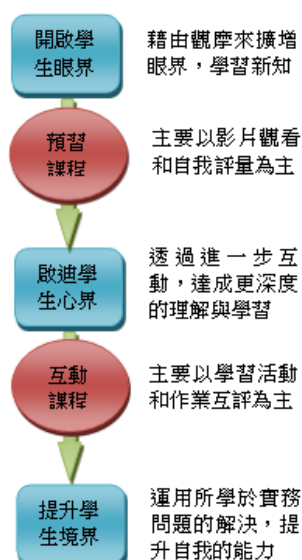 開啟學
生眼界
藉由觀摩來擴增
眼界，學習新知
預習
課程
主要以影片觀看
和自我評量為主
啟迪學
生心界
透過進一步互
動，達成更深度
的理解與學習
互動
課程
主要以學習活動
和作業互評為主
提升學
生境界
運用所學於實務
問題的解決，提
升自我的能力